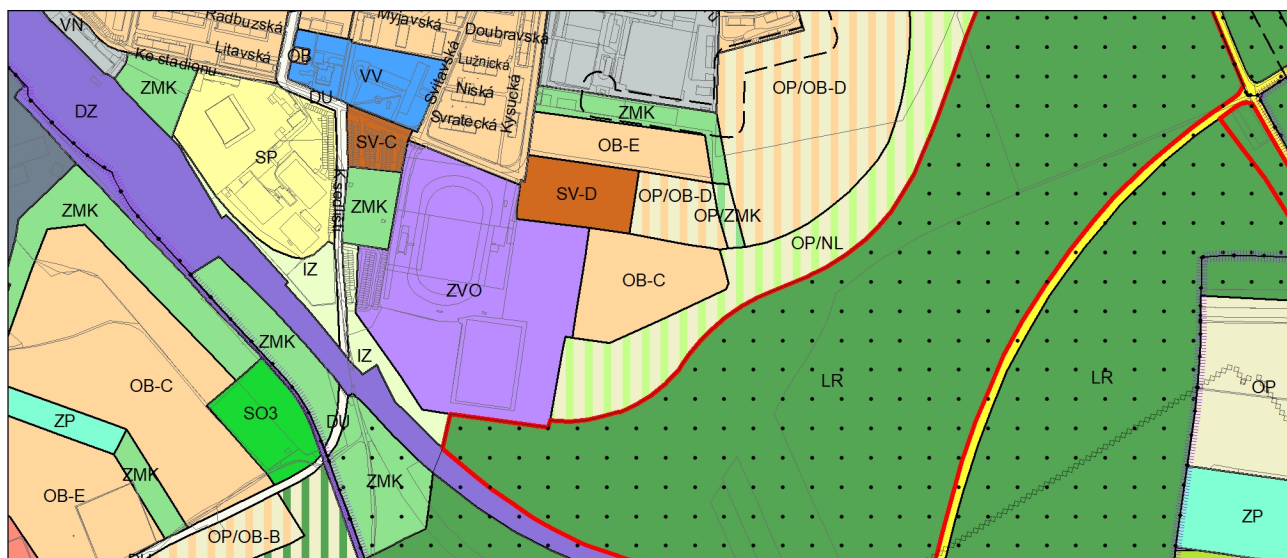 VN
Radbuzská
Myjavská
Doubravská
Litavská
OB
Ke stadionu
Svitavská
Lužnická
VV
ZMK
DU
Niská
Kysucká
OP/OB-D
DZ
ZMK
Svratecká
SV-C
OB-E
SP
K sídlišti
ZMK
SV-D
OP/OB-D
ZMK
OP/ZMK
OP/NL
IZ
OB-C
ZVO
ZMK
IZ
LR
LR
OB-C
OP
SO3
ZP
DU
ZMK
ZMK
OB-E
ZP
OP/OB-B